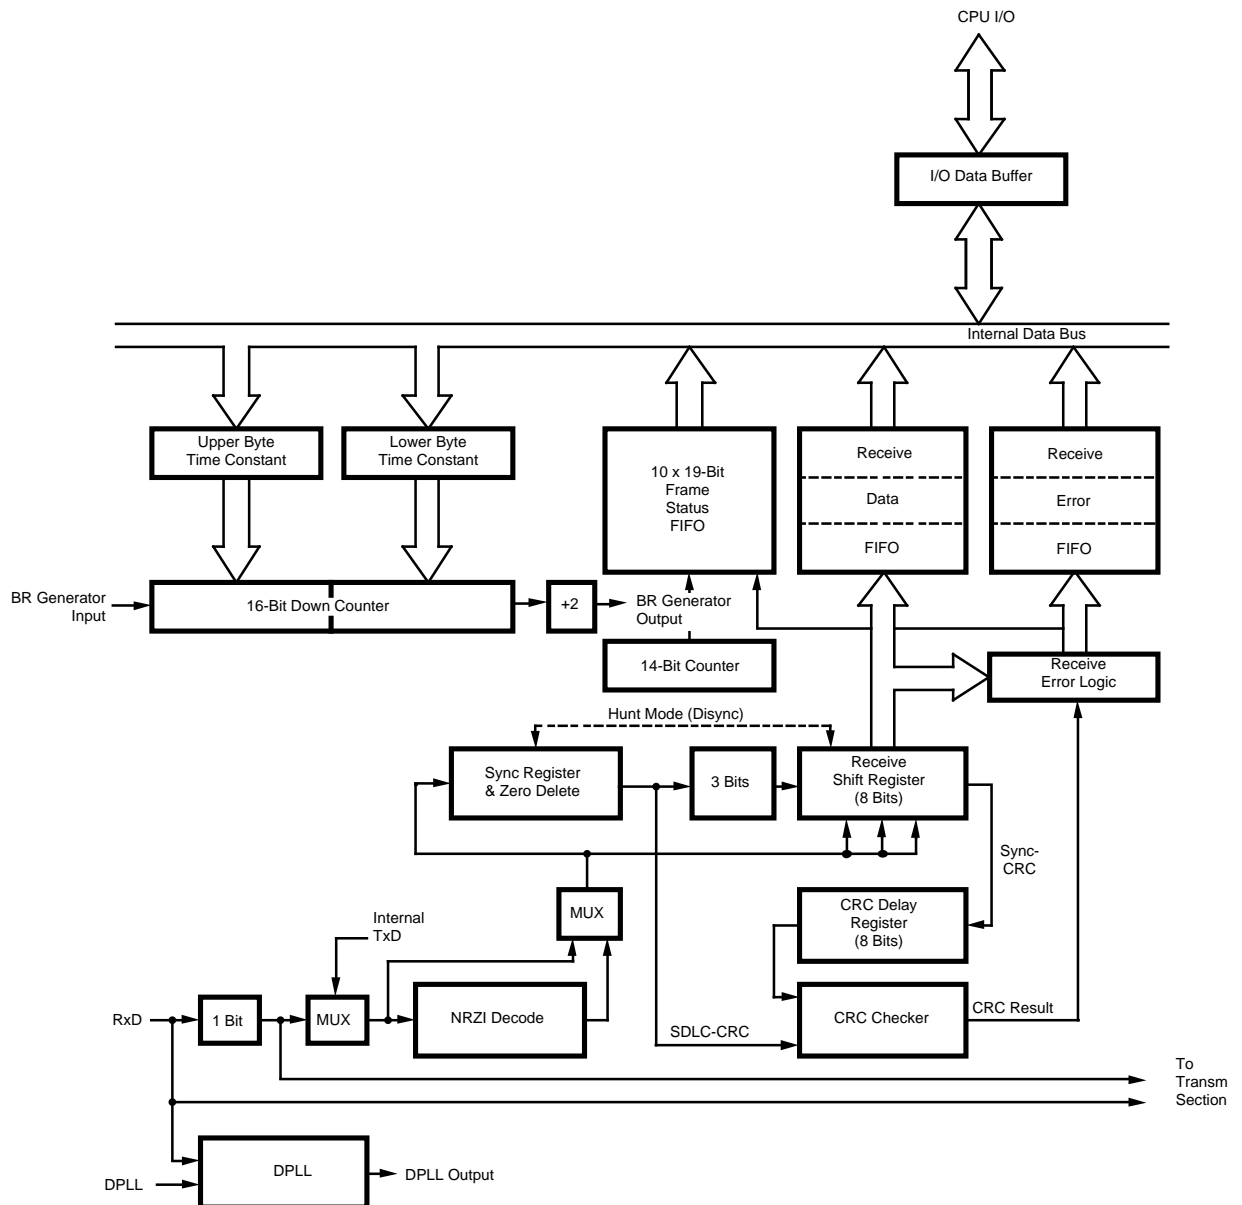 CPU I/O
I/O Data Buffer
Internal Data Bus
Upper Byte
Time Constant
Lower Byte
Time Constant
10 x 19-Bit
Frame
Status
FIFO
Receive
Data
FIFO
Receive
Error
FIFO
BR Generator
Input
16-Bit Down Counter
+2
BR Generator
Output
14-Bit Counter
Receive
Error Logic
Hunt Mode (Disync)
Sync Register
& Zero Delete
3 Bits
Receive
Shift Register
(8 Bits)
Sync-
CRC
MUX
Internal
TxD
CRC Delay
Register
(8 Bits)
RxD
1 Bit
MUX
NRZI Decode
SDLC-CRC
CRC Checker
CRC Result
To
Transm
Section
DPLL
DPLL
DPLL Output